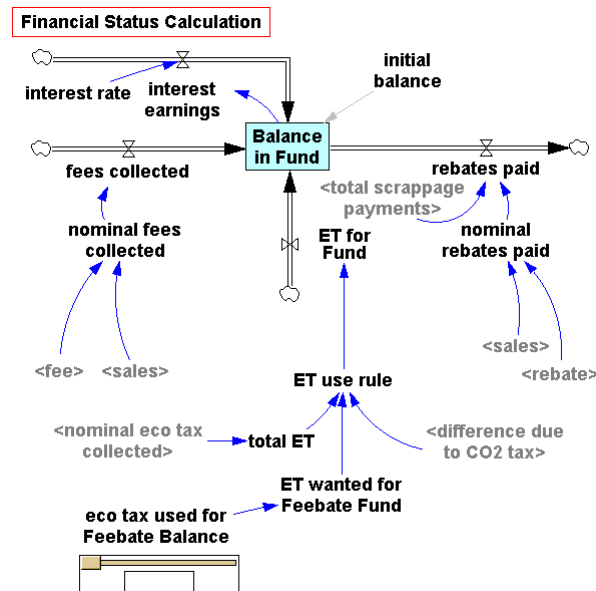 Financial Status Calculation
interest rate
interest
earnings
initial
balance
Balance
in Fund
fees collected
rebates paid
<total scrappage
payments>
nominal fees
collected
ET for
Fund
nominal
rebates paid
<fee>
<sales>
<sales>
<rebate>
ET use rule
<nominal eco tax
collected>
total ET
<difference due
to CO2 tax>
ET wanted for
Feebate Fund
eco tax used for
Feebate Balance